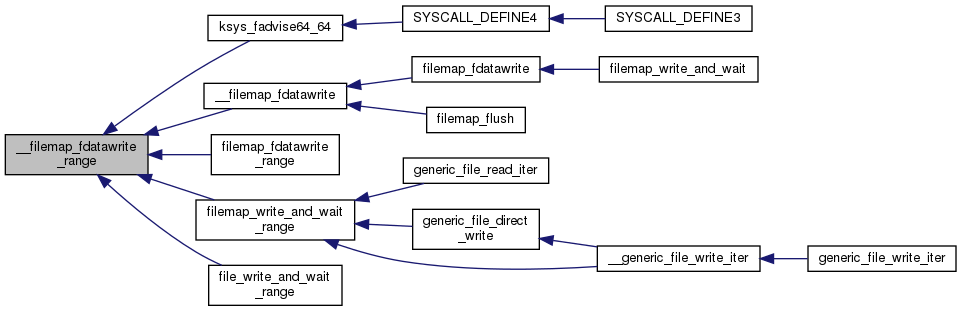 ksys_fadvise64_64
SYSCALL_DEFINE4
SYSCALL_DEFINE3
filemap_fdatawrite
filemap_write_and_wait
__filemap_fdatawrite
filemap_flush
__filemap_fdatawrite
_range
filemap_fdatawrite
_range
generic_file_read_iter
filemap_write_and_wait
_range
generic_file_direct
_write
__generic_file_write_iter
generic_file_write_iter
file_write_and_wait
_range